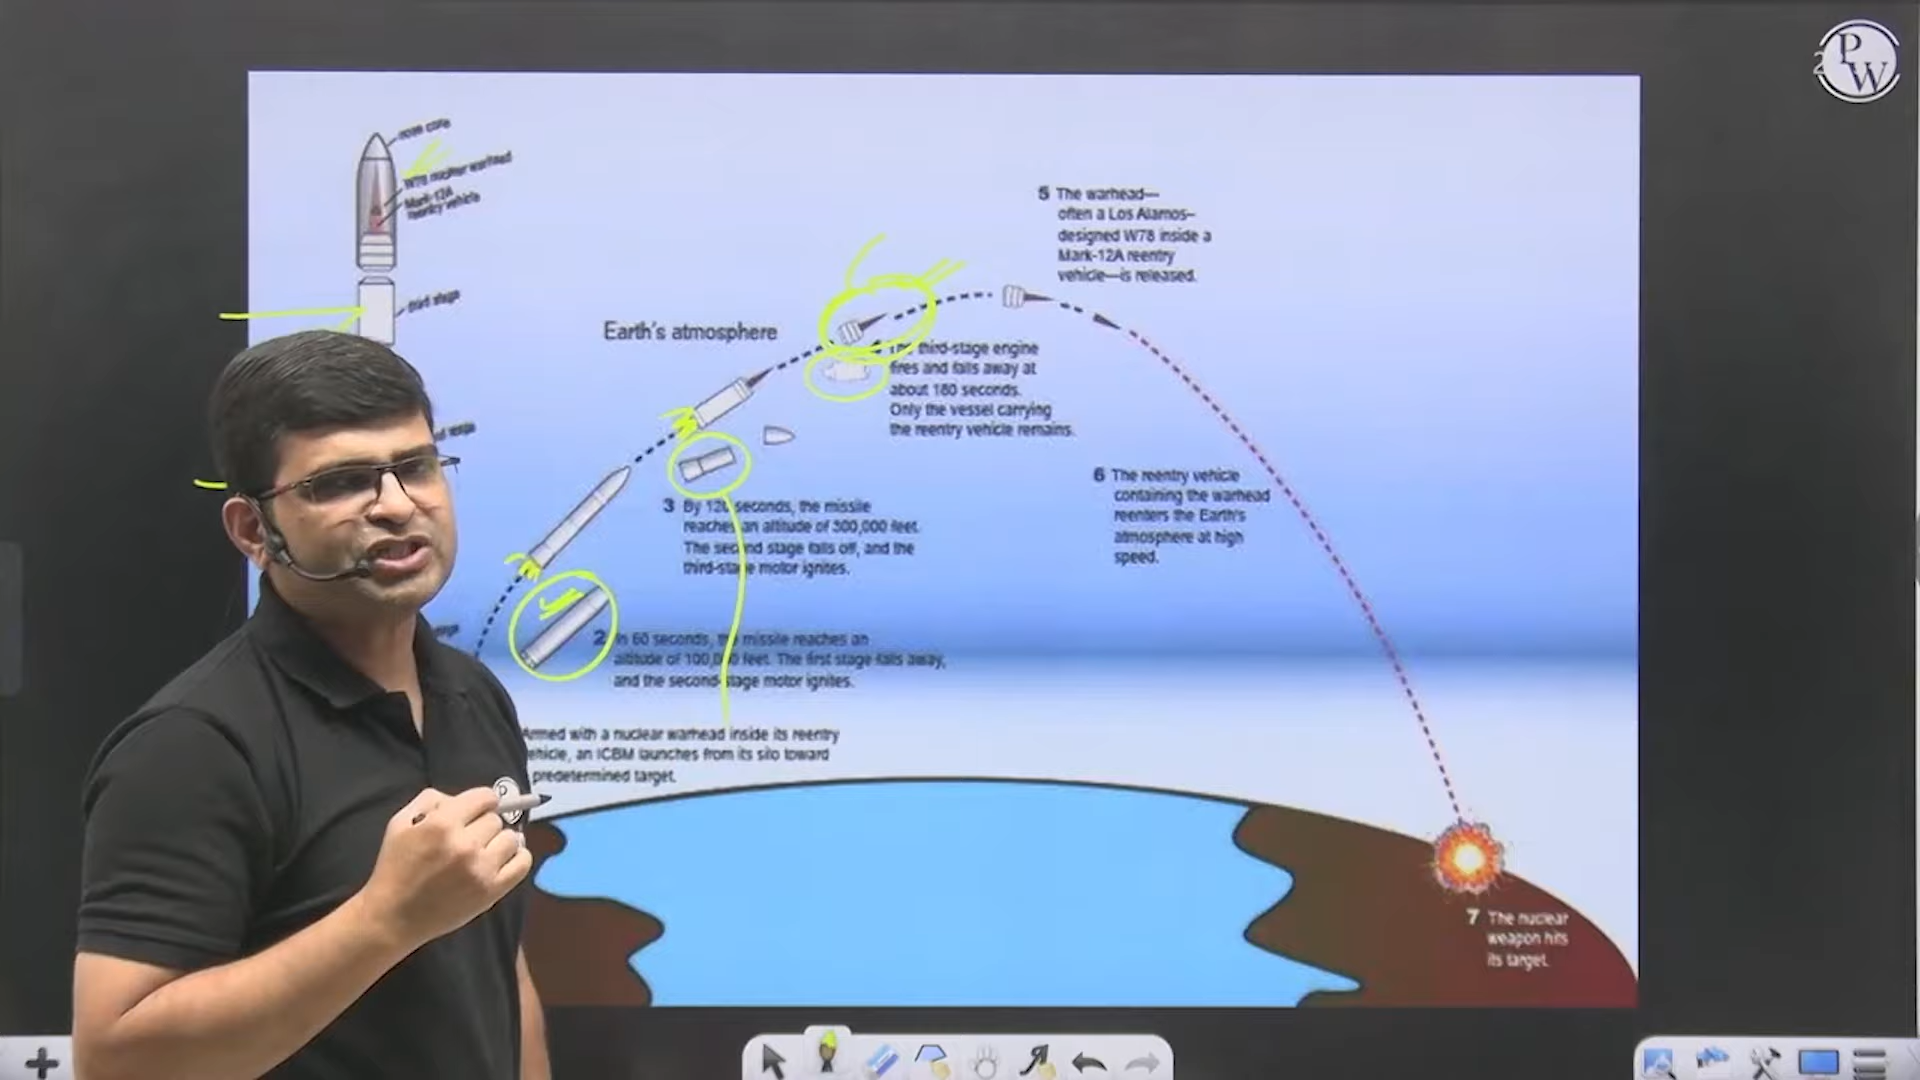 P
W
nose cone
W78 nuclear warhead
Mark-12A
reentry vehicle
third stage
5 The warhead—
often a Los Alamos–
designed W78 inside a
Mark-12A reentry
vehicle—is released.
Earth's atmosphere
third-stage engine
fires and falls away at
about 180 seconds.
Only the vessel carrying
the reentry vehicle remains.
6 The reentry vehicle
containing the warhead
reenters the Earth's
atmosphere at high
speed.
3 By 120 seconds, the missile
reaches an altitude of 300,000 feet.
The second stage falls off, and the
third-stage motor ignites.
2 In 60 seconds, the missile reaches an
altitude of 100,000 feet. The first stage falls away,
and the second-stage motor ignites.
Armed with a nuclear warhead inside its reentry
vehicle, an ICBM launches from its silo toward
predetermined target.
7 The nuclear
weapon hits
its target.